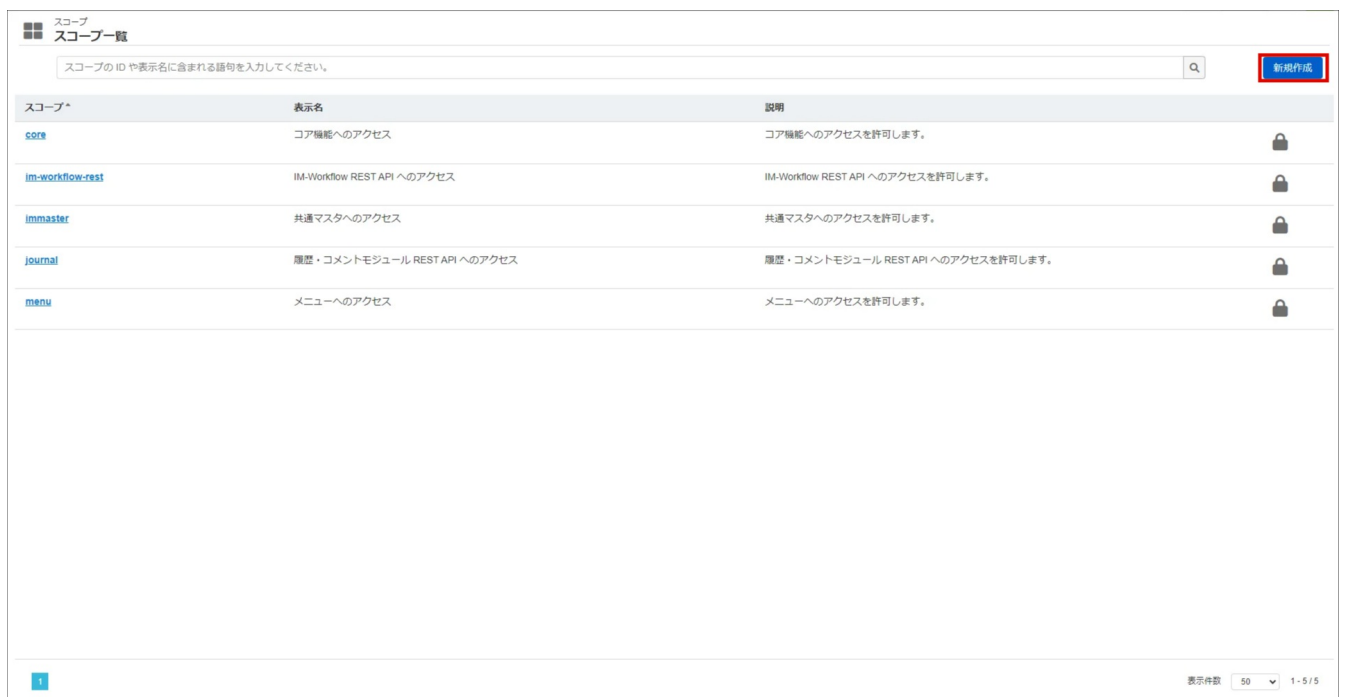 スコープ
スコープ一覧
スコープの ID や表示名に含まれる語句を入力してください。
新規作成
スコープ 表示名 説明
core コア機能へのアクセス コア機能へのアクセスを許可します。
im-workflow-rest IM-Workflow REST API へのアクセス IM-Workflow REST API へのアクセスを許可します。
immaster 共通マスタへのアクセス 共通マスタへのアクセスを許可します。
journal 履歴・コメントモジュール REST API へのアクセス 履歴・コメントモジュール REST API へのアクセスを許可します。
menu メニューへのアクセス メニューへのアクセスを許可します。
1 表示件数 50 1 - 5 / 5